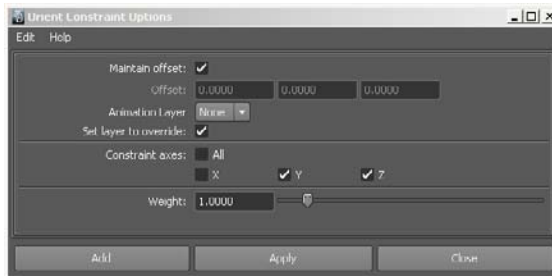 Orient Constraint Options
Edit Help
Maintain offset:
Offset: 0.0000 0.0000 0.0000
Animation Layer None
Set layer to override:
Constraint axes: All
X Y Z
Weight: 1.0000
Add Apply Close